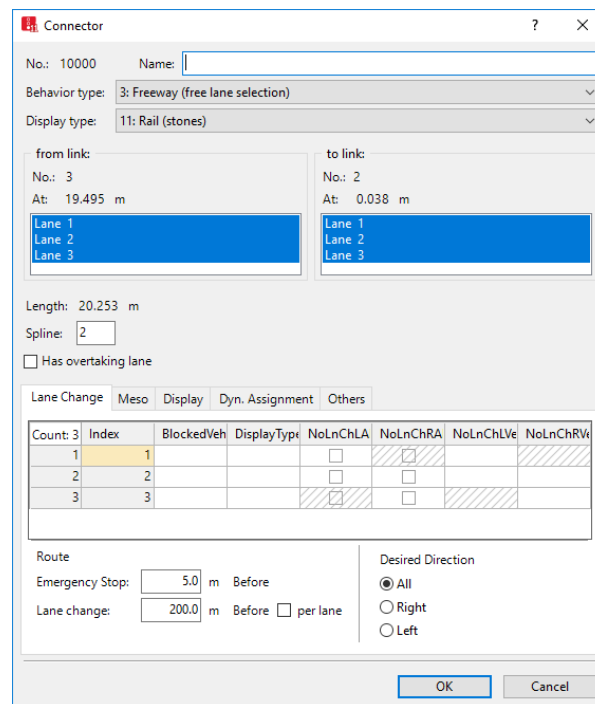 Connector
No.: 10000 Name:
Behavior type: 3: Freeway (free lane selection)
Display type: 11: Rail (stones)
from link:
No.: 3
At: 19.495 m
Lane 1
Lane 2
Lane 3
to link:
No.: 2
At: 0.038 m
Lane 1
Lane 2
Lane 3
Length: 20.253 m
Spline: 2
Has overtaking lane
Lane Change Meso Display Dyn. Assignment Others
Count: 3 Index BlockedVeh DisplayType NoLnChLA NoLnChRA NoLnChLVe NoLnChRVe
1 1
2 2
3 3
Route
Emergency Stop: 5.0 m Before
Lane change: 200.0 m Before per lane
Desired Direction
All
Right
Left
OK Cancel